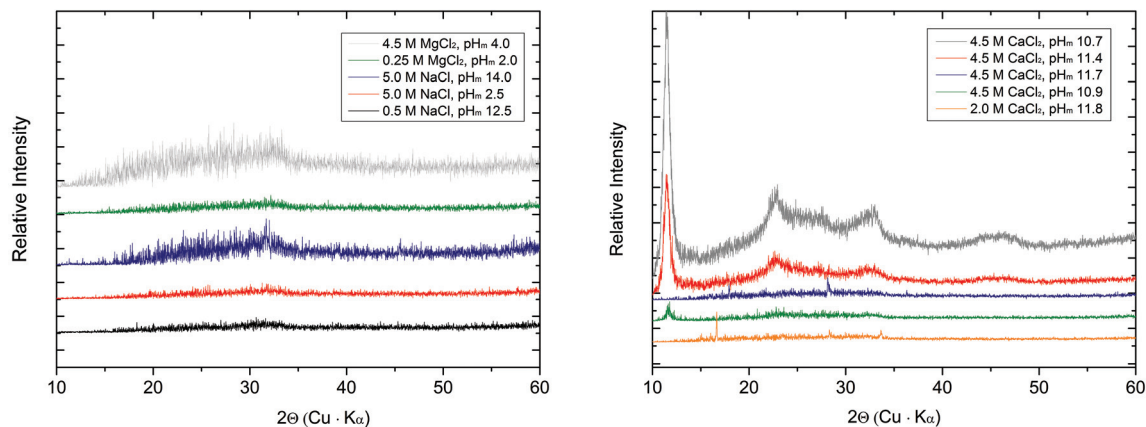 4.5 M MgCl₂, pHₘ 4.0
0.25 M MgCl₂, pHₘ 2.0
5.0 M NaCl, pHₘ 14.0
5.0 M NaCl, pHₘ 2.5
0.5 M NaCl, pHₘ 12.5
Relative Intensity
10 20 30 40 50 60
2Θ (Cu · Kα)
4.5 M CaCl₂, pHₘ 10.7
4.5 M CaCl₂, pHₘ 11.4
4.5 M CaCl₂, pHₘ 11.7
4.5 M CaCl₂, pHₘ 10.9
2.0 M CaCl₂, pHₘ 11.8
Relative Intensity
10 20 30 40 50 60
2Θ (Cu · Kα)